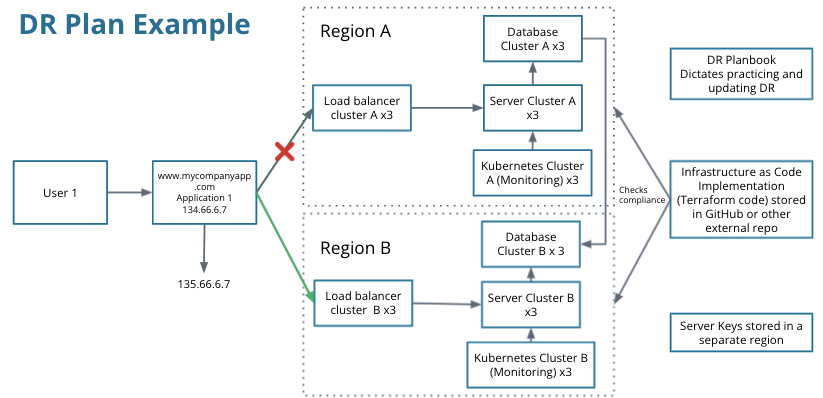 DR Plan Example
Region A
Database
Cluster A x3
Load balancer
cluster A x3
Server Cluster A
x3
Kubernetes Cluster
A (Monitoring) x3
User 1
www.mycompanyapp
.com
Application 1
134.66.6.7
135.66.6.7
Region B
Database
Cluster B x 3
Load balancer
cluster  B x3
Server Cluster B
x3
Kubernetes Cluster B
(Monitoring) x3
Checks
compliance
DR Planbook
Dictates practicing and
updating DR
Infrastructure as Code
Implementation
(Terraform code) stored
in GitHub or other
external repo
Server Keys stored in a
separate region